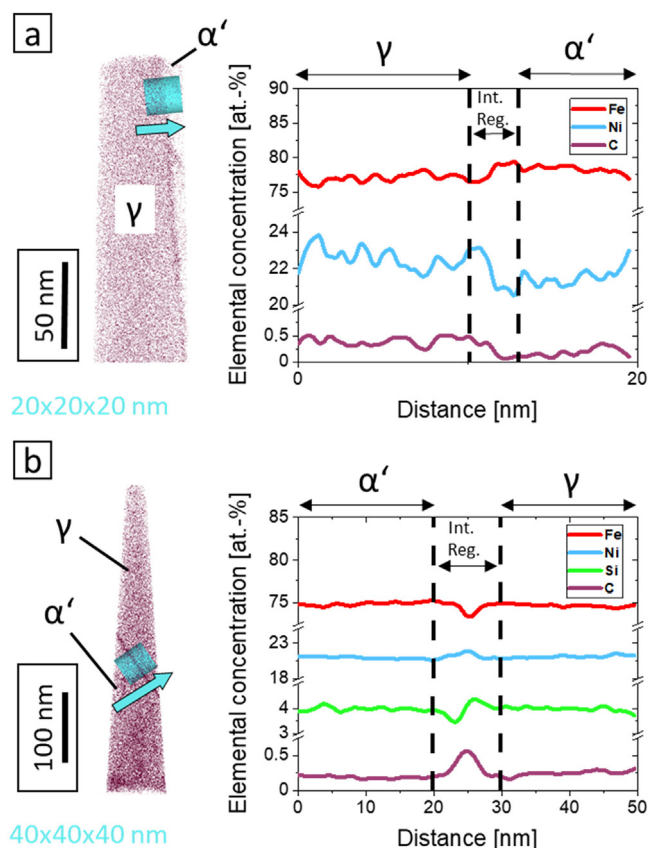 a
α‘
γ
50 nm
20x20x20 nm
γ
α‘
Int.
Reg.
Fe
Ni
C
Elemental concentration [at.-%]
90
85
80
75
24
22
20
0.5
0
0
20
Distance [nm]
b
γ
α‘
100 nm
40x40x40 nm
α‘
γ
Int.
Reg.
Fe
Ni
Si
C
Elemental concentration [at.-%]
85
80
75
23
18
4
3
0.5
0.0
0
10
20
30
40
50
Distance [nm]